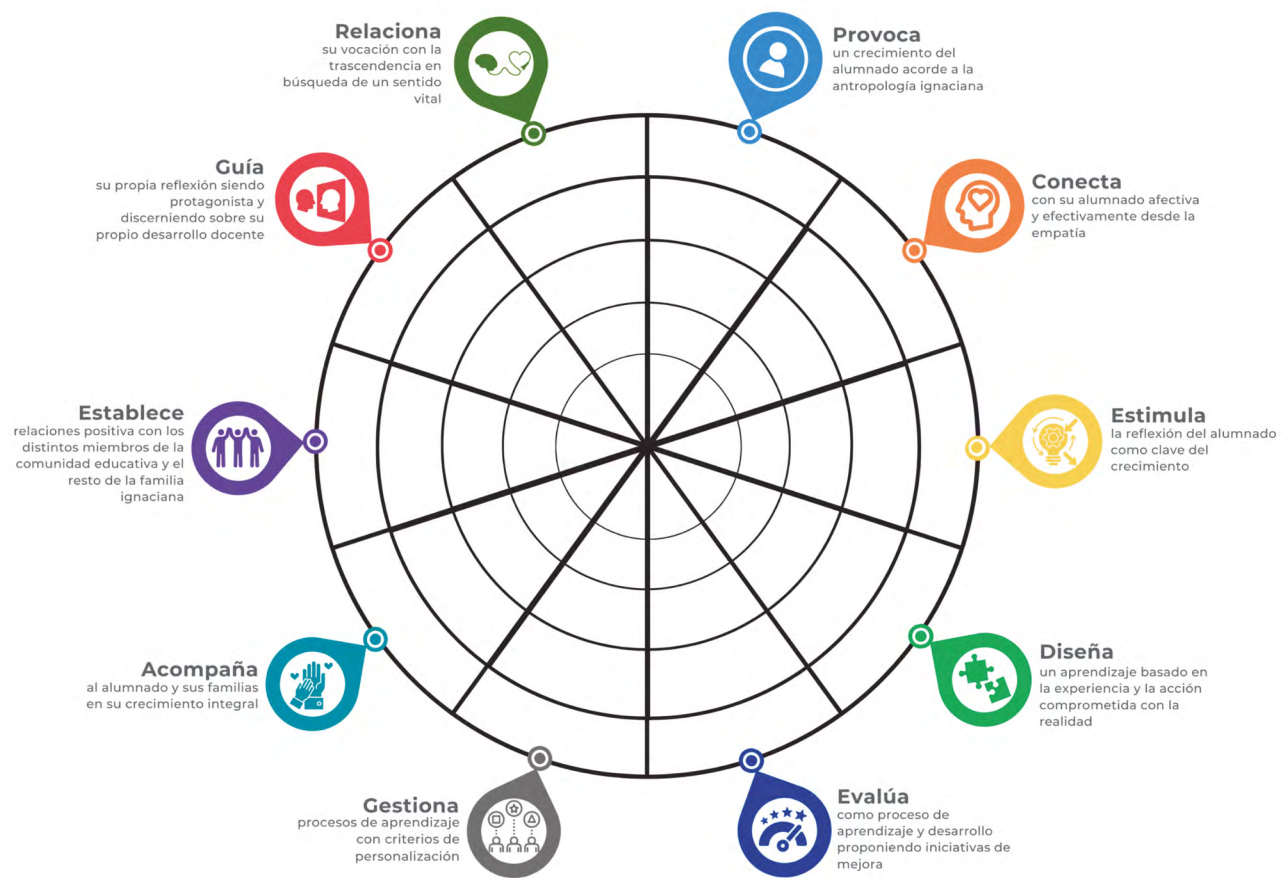 Relaciona
su vocación con la
trascendencia en
búsqueda de un sentido
vital
Provoca
un crecimiento del
alumnado acorde a la
antropología ignaciana
Guía
su propia reflexión siendo
protagonista y
discerniendo sobre su
propio desarrollo docente
Conecta
con su alumnado afectiva
y efectivamente desde la
empatía
Establece
relaciones positiva con los
distintos miembros de la
comunidad educativa y el
resto de la familia
ignaciana
Estimula
la reflexión del alumnado
como clave del
crecimiento
Acompaña
al alumnado y sus familias
en su crecimiento integral
Diseña
un aprendizaje basado en
la experiencia y la acción
comprometida con la
realidad
Gestiona
procesos de aprendizaje
con criterios de
personalización
Evalúa
como proceso de
aprendizaje y desarrollo
proponiendo iniciativas de
mejora